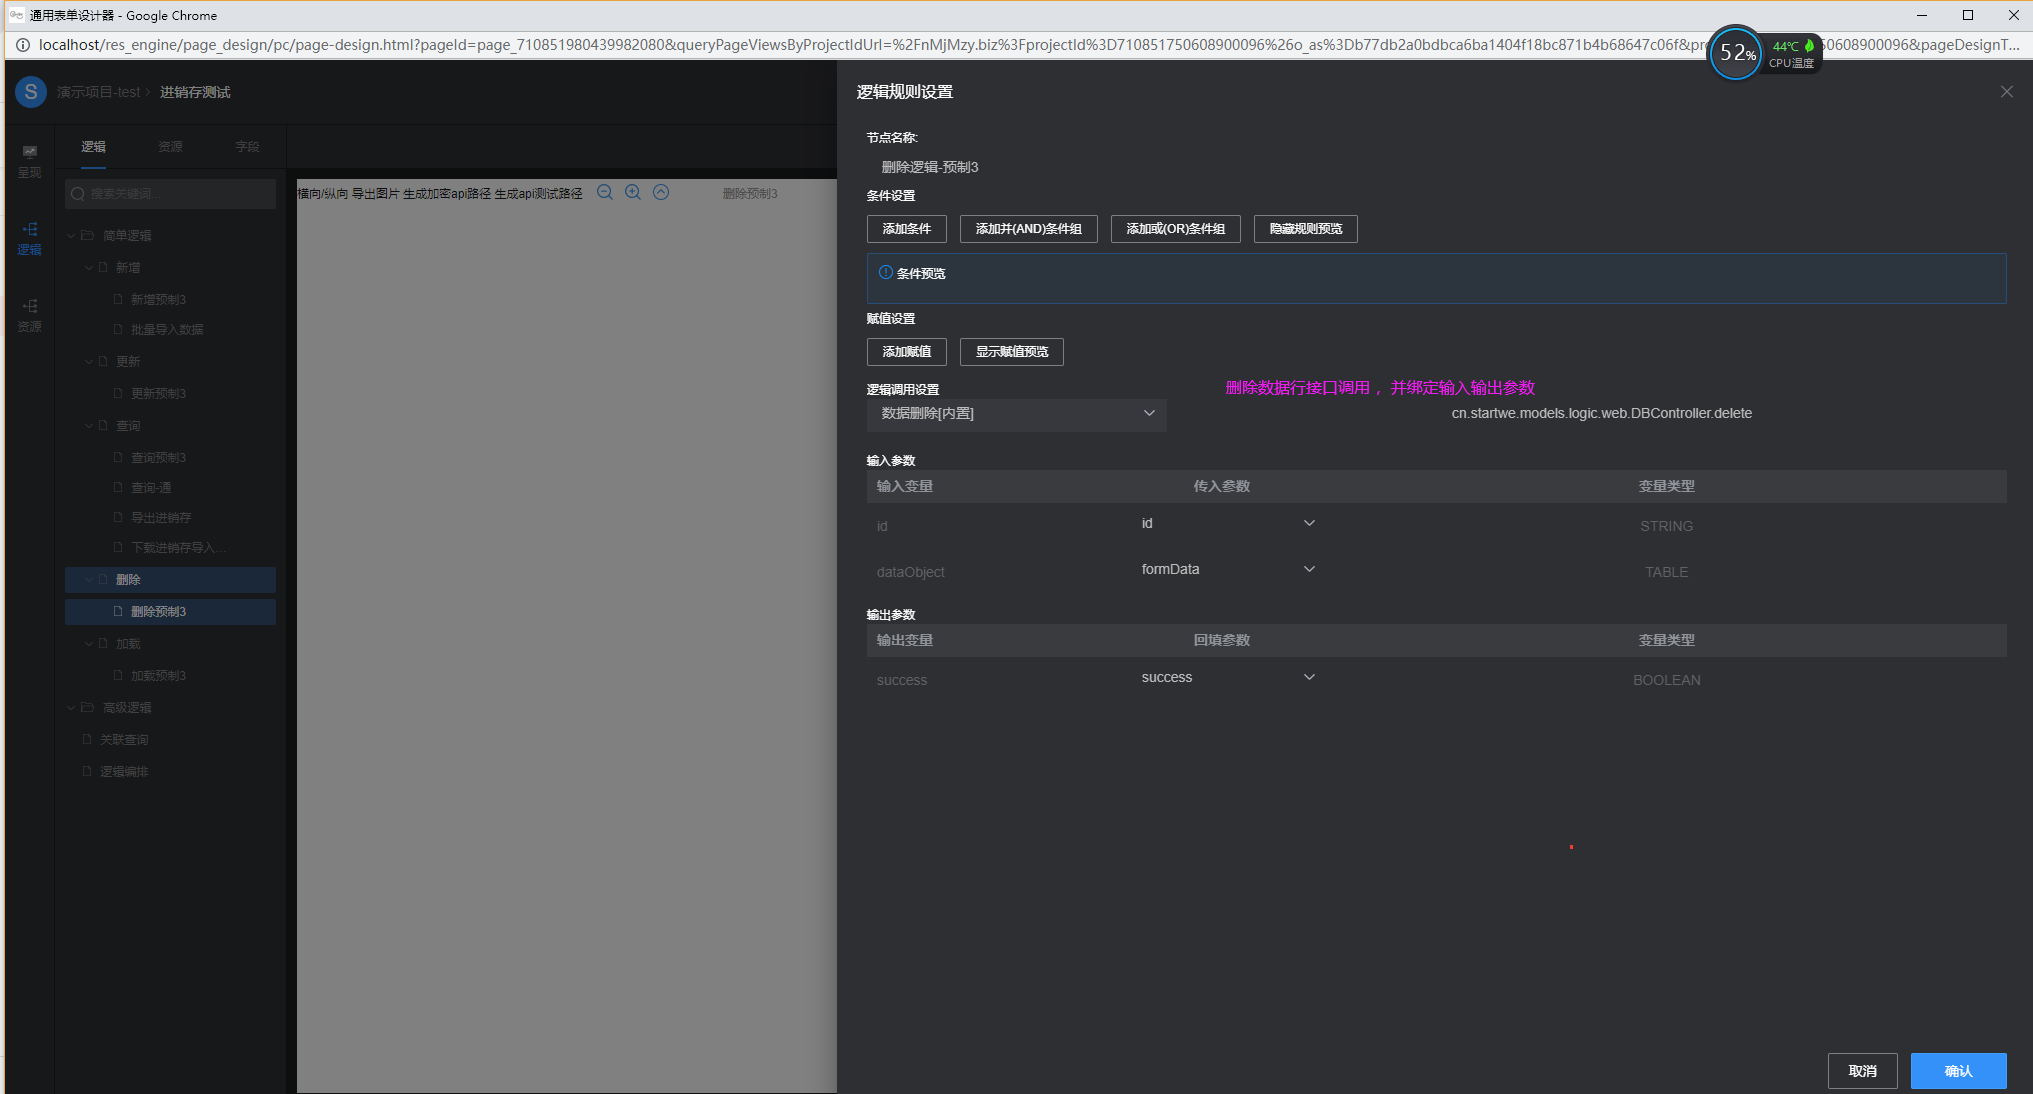 通用表单设计器 - Google Chrome
localhost/res_engine/page_design/pc/page-design.html?pageId=page_710851980439982080&queryPageViewsByProjectIdUrl=%2FnMjMzy.biz%3FprojectId%3D710851750608900096%26o_as%3Db77db2a0bdbca6ba1404f18bc871b4b68647c06f&pr
50608900096&pageDesignT...
52%
44℃
CPU温度
S
演示项目-test
进销存测试
呈现
逻辑
资源
逻辑
资源
字段
搜索关键词...
简单逻辑
新增
新增预制3
批量导入数据
更新
更新预制3
查询
查询预制3
查询-通
导出进销存
下载进销存导入...
删除
删除预制3
加载
加载预制3
高级逻辑
关联查询
逻辑编排
横向/纵向 导出图片 生成加密api路径 生成api测试路径
删除预制3
逻辑规则设置
节点名称:
删除逻辑-预制3
条件设置
添加条件
添加并(AND)条件组
添加或(OR)条件组
隐藏规则预览
条件预览
赋值设置
添加赋值
显示赋值预览
逻辑调用设置
删除数据行接口调用，并绑定输入输出参数
数据删除[内置]
cn.startwe.models.logic.web.DBController.delete
输入参数
输入变量 传入参数 变量类型
id id STRING
dataObject formData TABLE
输出参数
输出变量 回填参数 变量类型
success success BOOLEAN
取消
确认